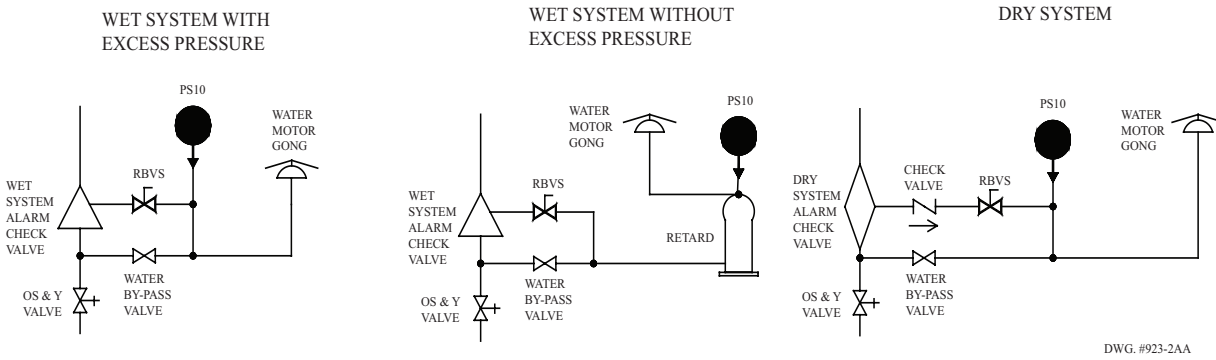 WET SYSTEM WITH
EXCESS PRESSURE
PS10
WATER
MOTOR
GONG
RBVS
WET
SYSTEM
ALARM
CHECK
VALVE
WATER
BY-PASS
VALVE
OS & Y
VALVE
WET SYSTEM WITHOUT
EXCESS PRESSURE
WATER
MOTOR
GONG
PS10
RBVS
WET
SYSTEM
ALARM
CHECK
VALVE
RETARD
WATER
BY-PASS
VALVE
OS & Y
VALVE
DRY SYSTEM
PS10
WATER
MOTOR
GONG
CHECK
VALVE
RBVS
DRY
SYSTEM
ALARM
CHECK
VALVE
WATER
BY-PASS
VALVE
OS & Y
VALVE
DWG. #923-2AA